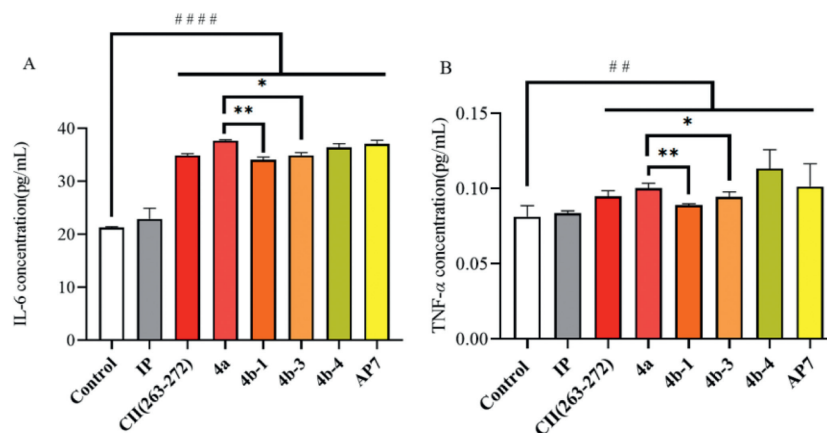 A
# # # #
*
**
IL-6 concentration(pg/mL)
40
30
20
10
0
Control
IP
CII(263-272)
4a
4b-1
4b-3
4b-4
AP7
B
# #
*
**
TNF-α concentration(pg/mL)
0.15
0.10
0.05
0.00
Control
IP
CII(263-272)
4a
4b-1
4b-3
4b-4
AP7